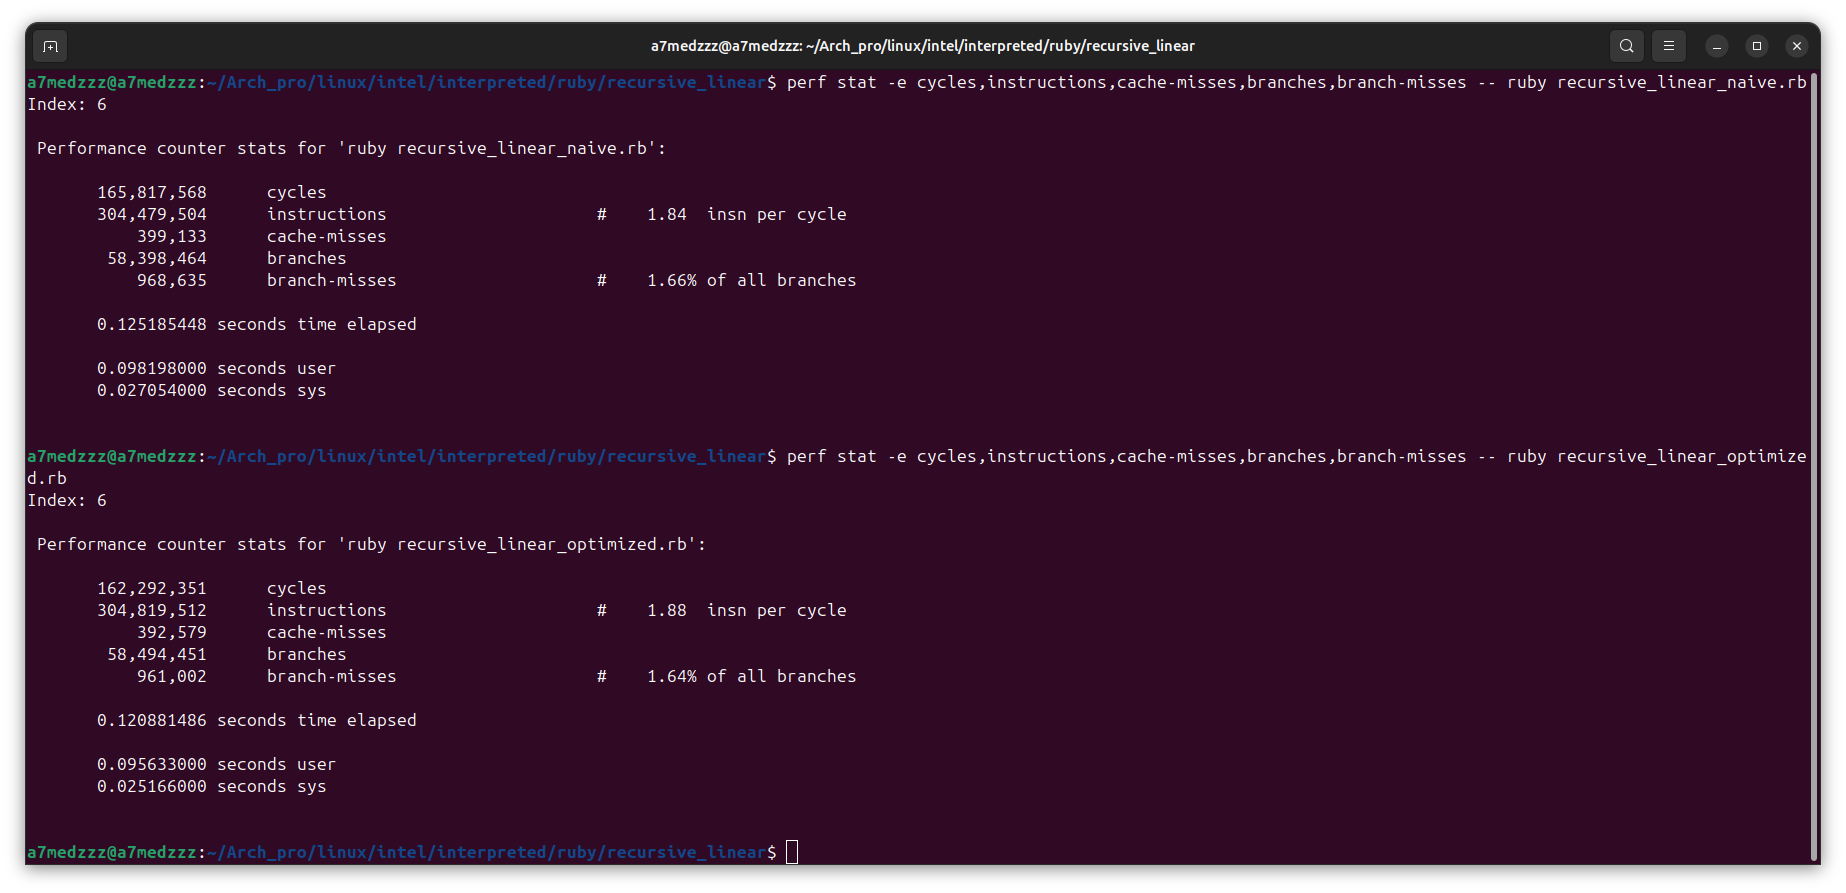 a7medzzz@a7medzzz: ~/Arch_pro/linux/intel/interpreted/ruby/recursive_linear
a7medzzz@a7medzzz:~/Arch_pro/linux/intel/interpreted/ruby/recursive_linear$ perf stat -e cycles,instructions,cache-misses,branches,branch-misses -- ruby recursive_linear_naive.rb
Index: 6
Performance counter stats for 'ruby recursive_linear_naive.rb':
165,817,568 cycles
304,479,504 instructions # 1.84 insn per cycle
399,133 cache-misses
58,398,464 branches
968,635 branch-misses # 1.66% of all branches
0.125185448 seconds time elapsed
0.098198000 seconds user
0.027054000 seconds sys
a7medzzz@a7medzzz:~/Arch_pro/linux/intel/interpreted/ruby/recursive_linear$ perf stat -e cycles,instructions,cache-misses,branches,branch-misses -- ruby recursive_linear_optimize
d.rb
Index: 6
Performance counter stats for 'ruby recursive_linear_optimized.rb':
162,292,351 cycles
304,819,512 instructions # 1.88 insn per cycle
392,579 cache-misses
58,494,451 branches
961,002 branch-misses # 1.64% of all branches
0.120881486 seconds time elapsed
0.095633000 seconds user
0.025166000 seconds sys
a7medzzz@a7medzzz:~/Arch_pro/linux/intel/interpreted/ruby/recursive_linear$